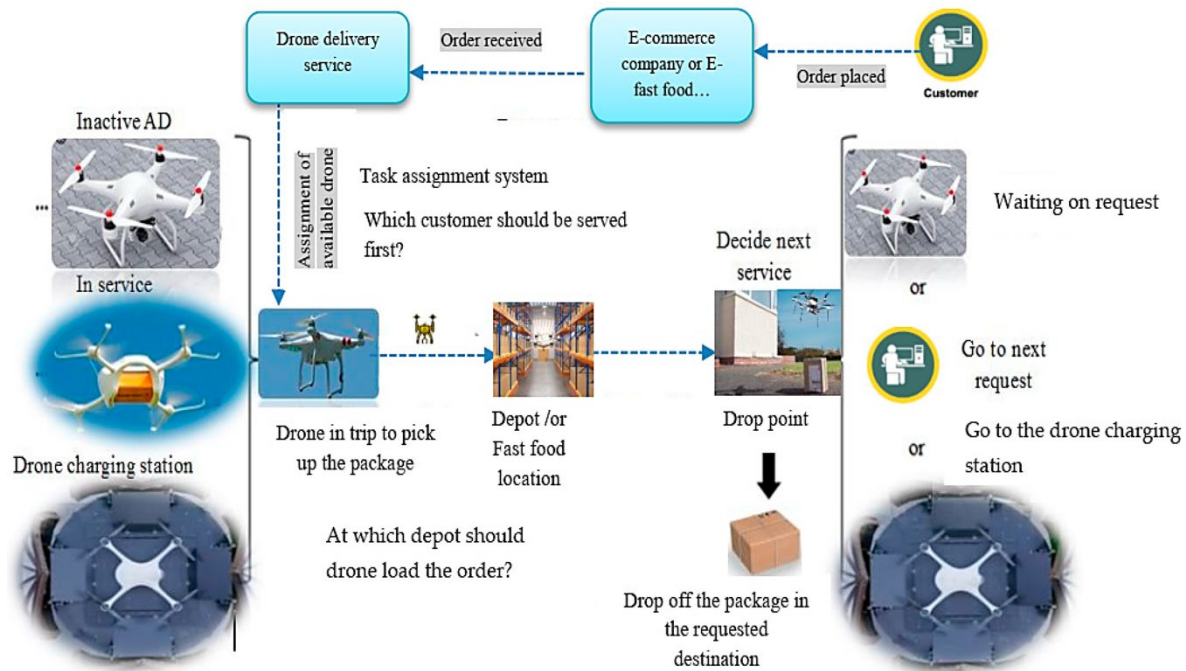 Drone delivery
service
Order received
E-commerce
company or E-
fast food…
Order placed
Customer
Inactive AD
...
In service
...
Drone charging station
Assignment of
available drone
Task assignment system
Which customer should be served
first?
Drone in trip to pick
up the package
Depot /or
Fast food
location
At which depot should
drone load the order?
Decide next
service
Drop point
Drop off the package in
the requested
destination
Waiting on request
or
Go to next
request
or
Go to the drone charging
station